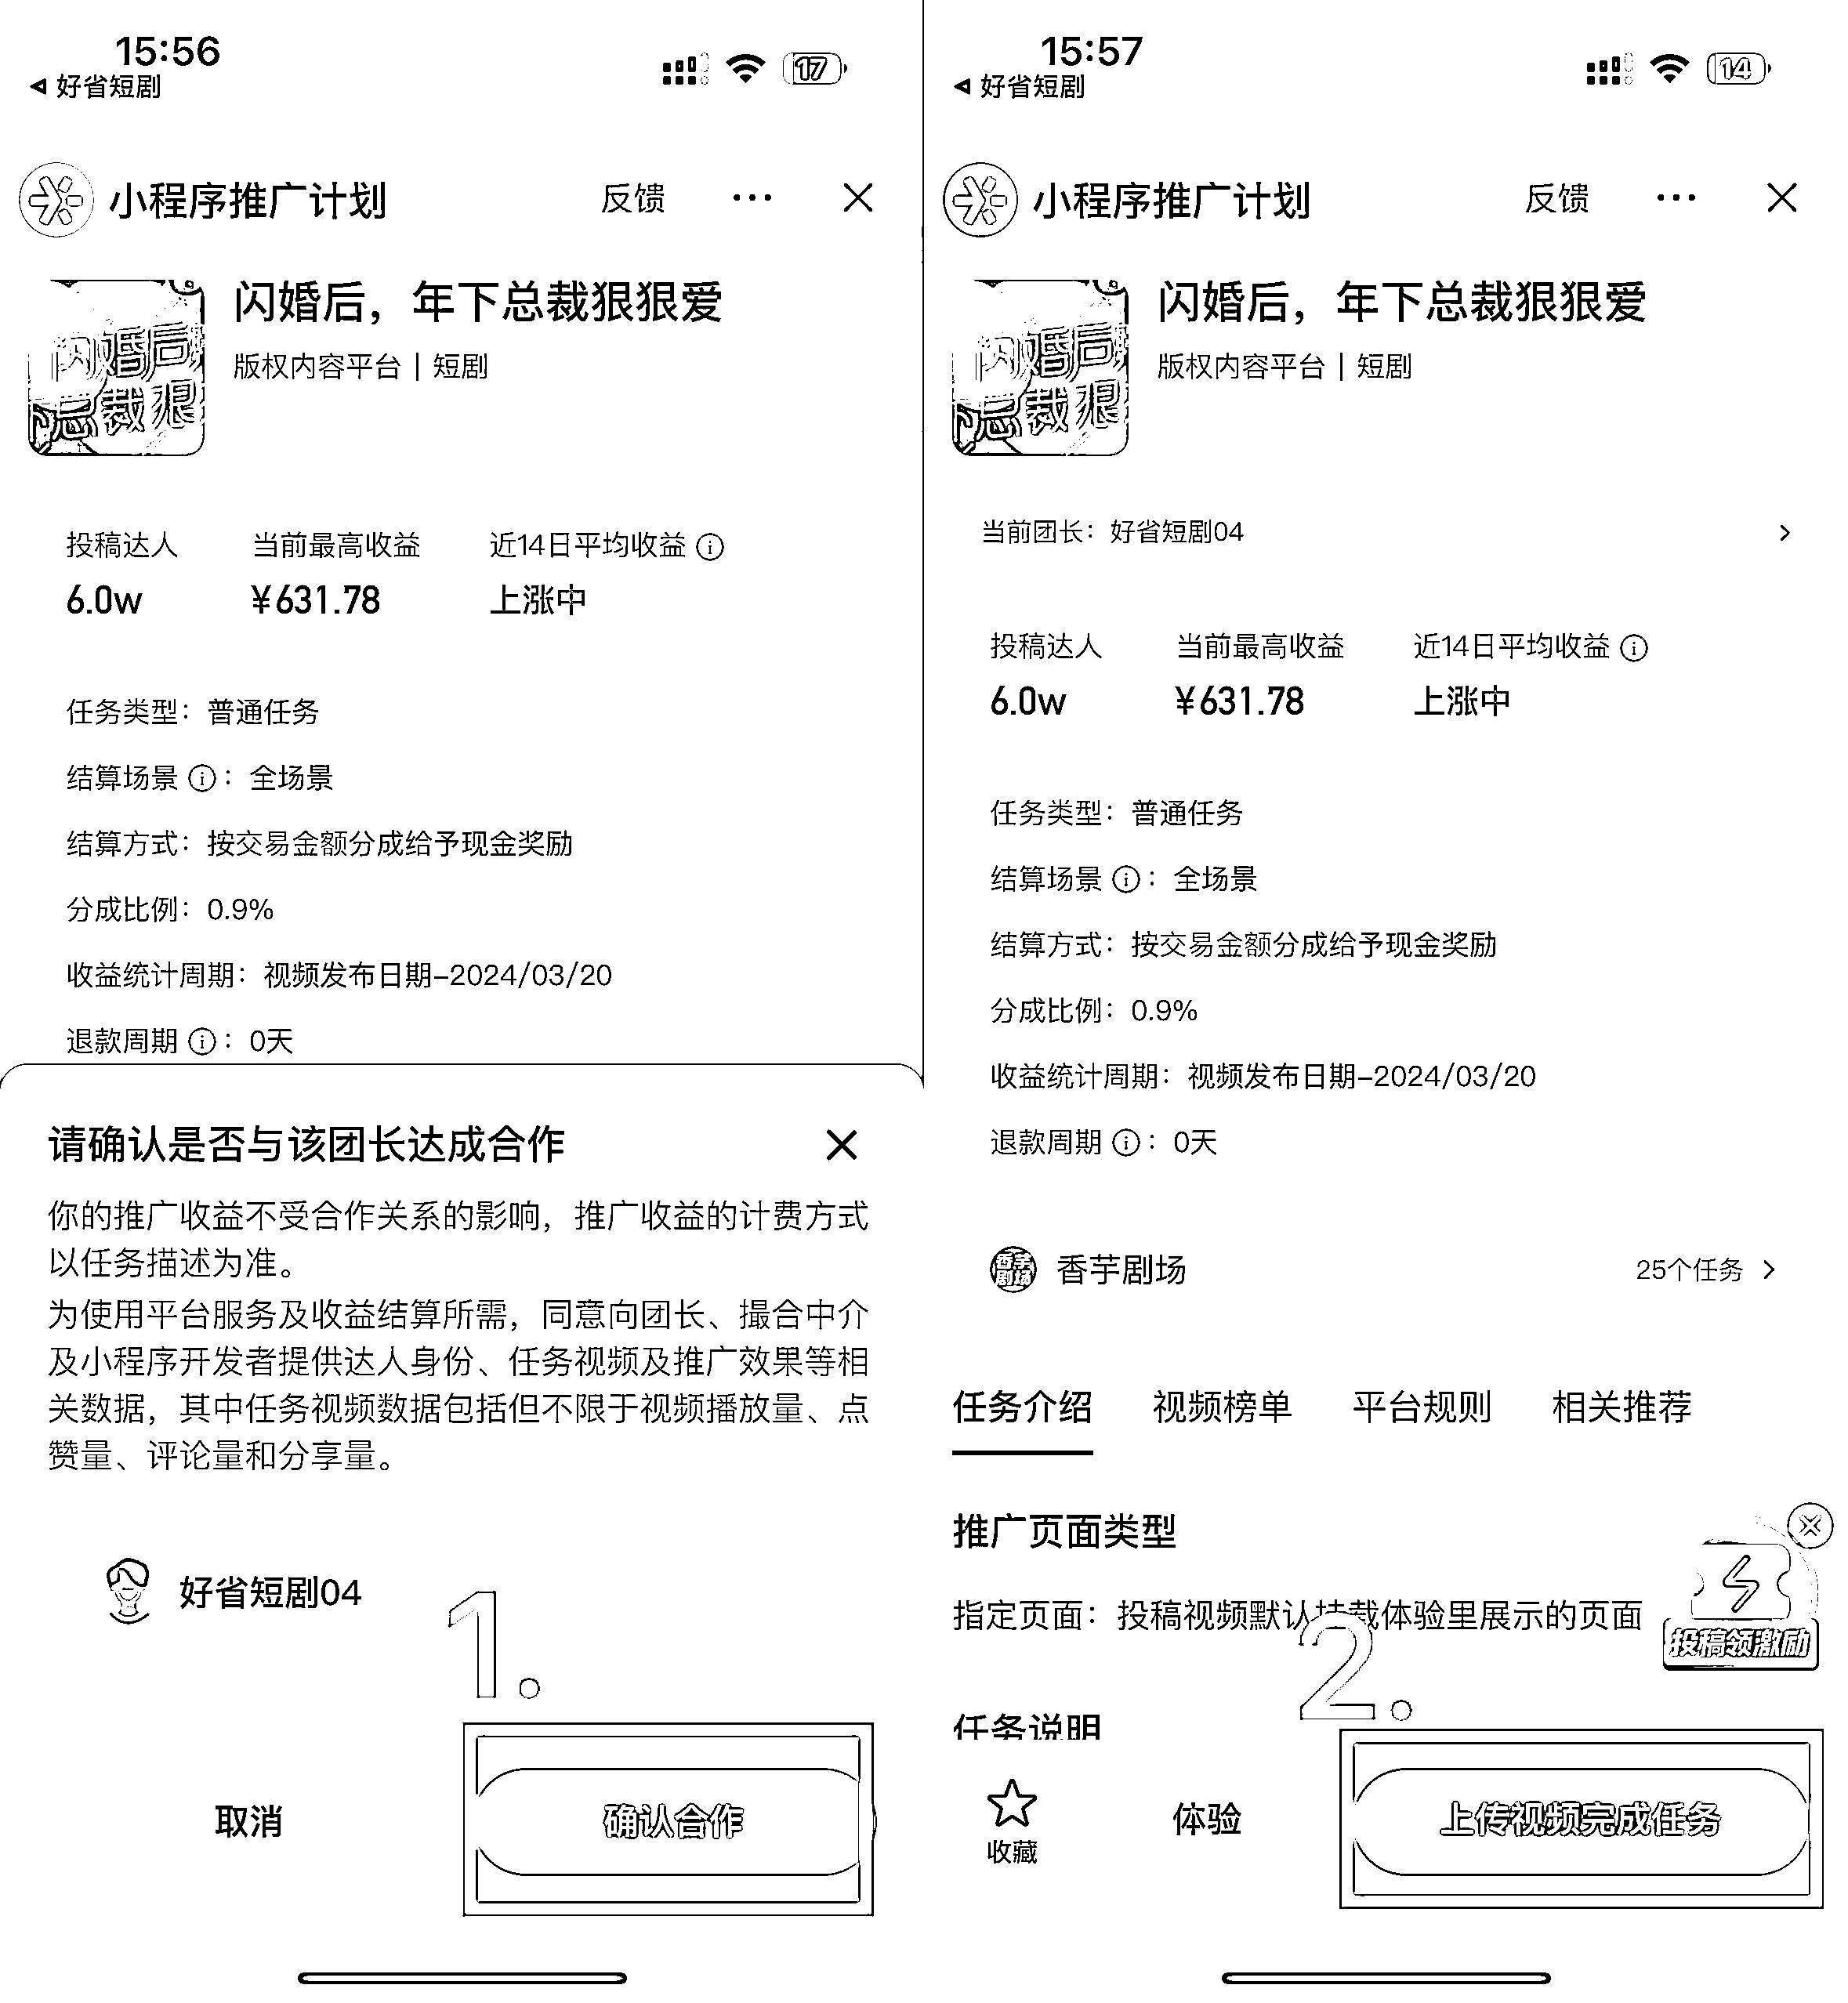 15:56
17
好省短剧
小程序推广计划
反馈
闪婚后，年下总裁狠狠爱
闪婚后
总裁狠
版权内容平台 | 短剧
投稿达人
当前最高收益
近14日平均收益
6.0w
¥631.78
上涨中
任务类型：普通任务
结算场景：全场景
结算方式：按交易金额分成给予现金奖励
分成比例：0.9%
收益统计周期：视频发布日期-2024/03/20
退款周期：0天
请确认是否与该团长达成合作
你的推广收益不受合作关系的影响，推广收益的计费方式
以任务描述为准。
为使用平台服务及收益结算所需，同意向团长、撮合中介
及小程序开发者提供达人身份、任务视频及推广效果等相
关数据，其中任务视频数据包括但不限于视频播放量、点
赞量、评论量和分享量。
好省短剧04
1.
取消
确认合作
15:57
14
好省短剧
小程序推广计划
反馈
闪婚后，年下总裁狠狠爱
闪婚后
总裁狠
版权内容平台 | 短剧
当前团长：好省短剧04
投稿达人
当前最高收益
近14日平均收益
6.0w
¥631.78
上涨中
任务类型：普通任务
结算场景：全场景
结算方式：按交易金额分成给予现金奖励
分成比例：0.9%
收益统计周期：视频发布日期-2024/03/20
退款周期：0天
香芋剧场
香芋剧场
25个任务
任务介绍
视频榜单
平台规则
相关推荐
推广页面类型
指定页面：投稿视频默认挂载体验里展示的页面
投稿领激励
2.
任务说明
收藏
体验
上传视频完成任务